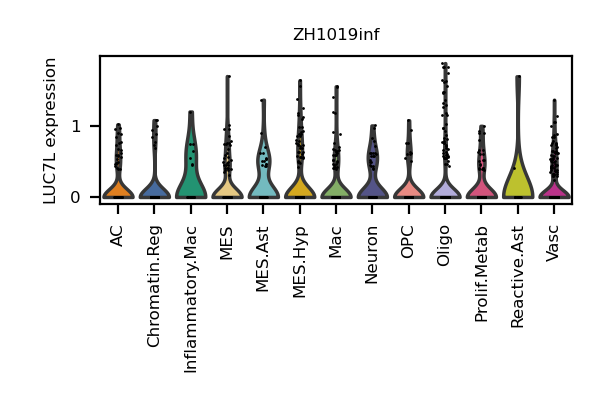 ZH1019inf
LUC7L expression
1
0
AC
Chromatin.Reg
Inflammatory.Mac
MES
MES.Ast
MES.Hyp
Mac
Neuron
OPC
Oligo
Prolif.Metab
Reactive.Ast
Vasc